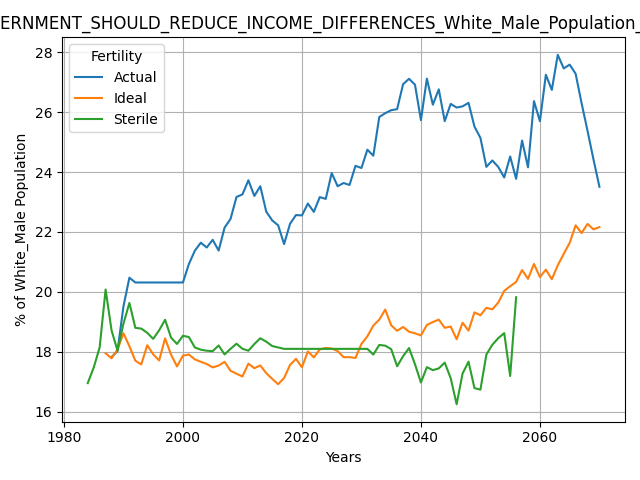 ERNMENT_SHOULD_REDUCE_INCOME_DIFFERENCES_White_Male_Population_
Fertility
Actual
Ideal
Sterile
% of White_Male Population
28
26
24
22
20
18
16
1980
2000
2020
2040
2060
Years